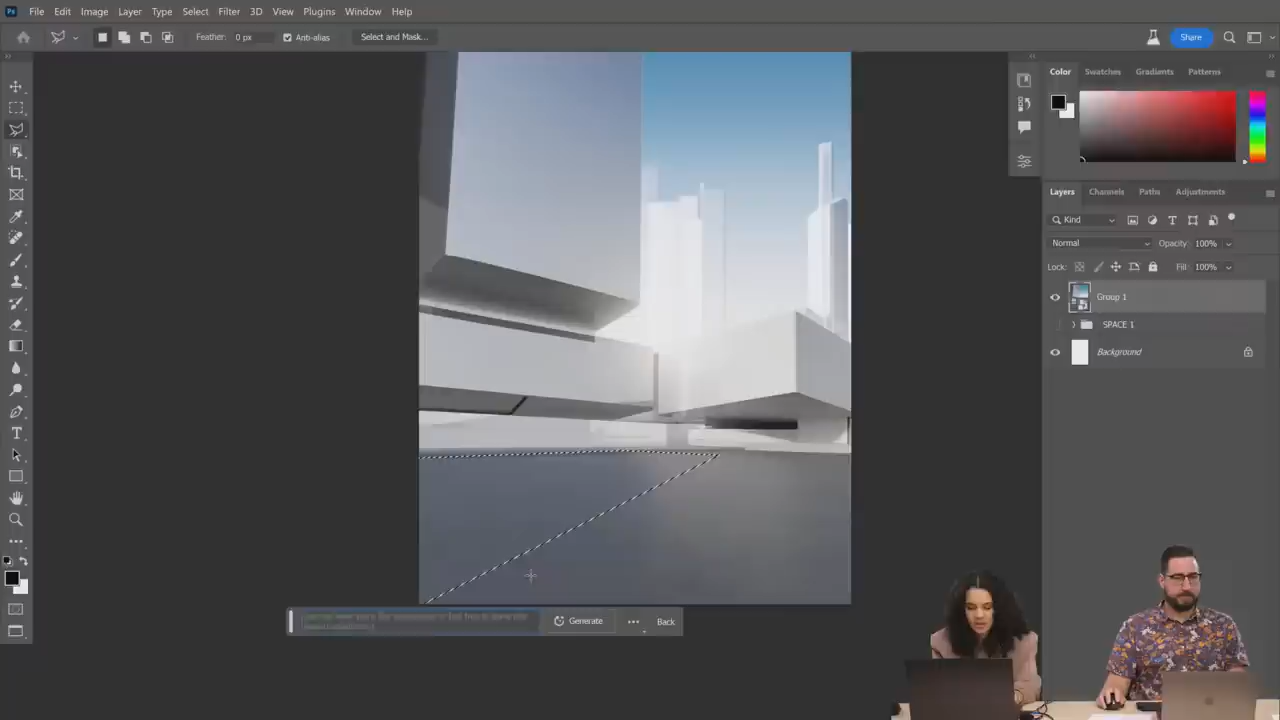 Ps File Edit Image Layer Type Select Filter 3D View Plugins Window Help
Feather: 0 px Anti-alias Select and Mask... Share
Color Swatches Gradients Patterns
Layers Channels Paths Adjustments
Kind
Normal Opacity: 100%
Lock: Fill: 100%
Group 1
SPACE 1
Background
Generate ... Back